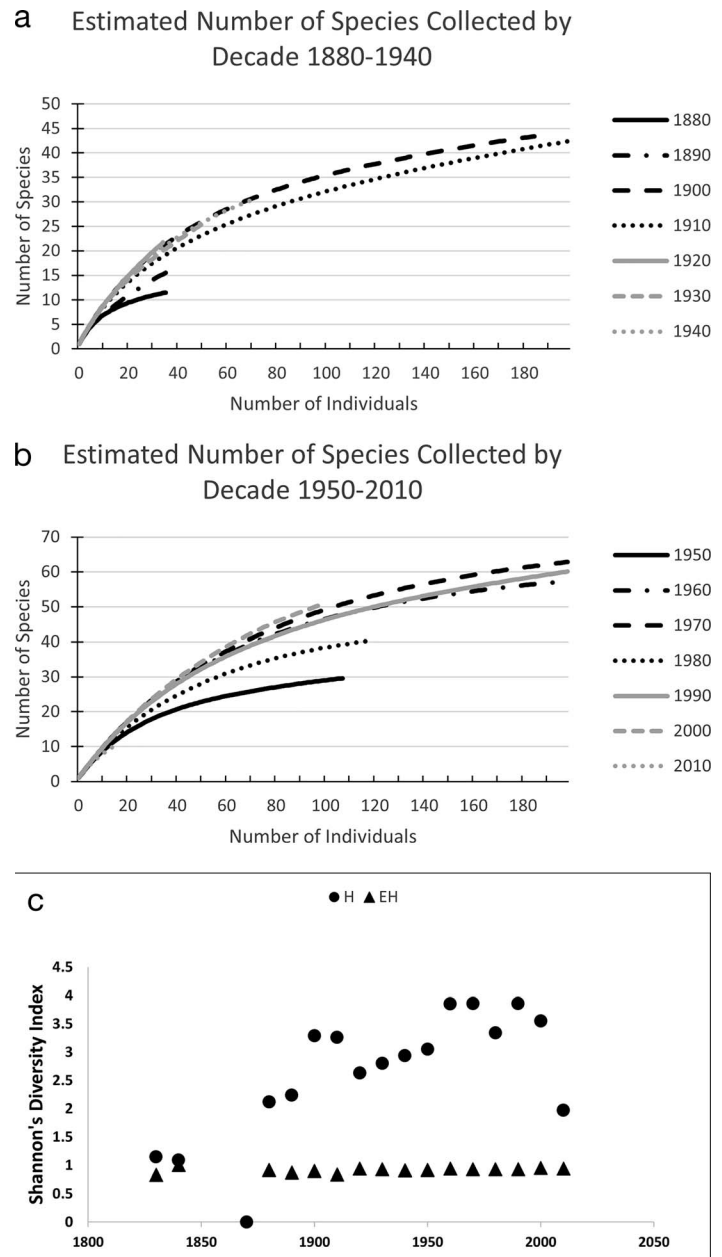 a
Estimated Number of Species Collected by
Decade 1880-1940
Number of Species
50
45
40
35
30
25
20
15
10
5
0
0 20 40 60 80 100 120 140 160 180
Number of Individuals
1880
1890
1900
1910
1920
1930
1940
b
Estimated Number of Species Collected by
Decade 1950-2010
Number of Species
70
60
50
40
30
20
10
0
0 20 40 60 80 100 120 140 160 180
Number of Individuals
1950
1960
1970
1980
1990
2000
2010
c
H EH
Shannon's Diversity Index
4.5
4
3.5
3
2.5
2
1.5
1
0.5
0
1800 1850 1900 1950 2000 2050